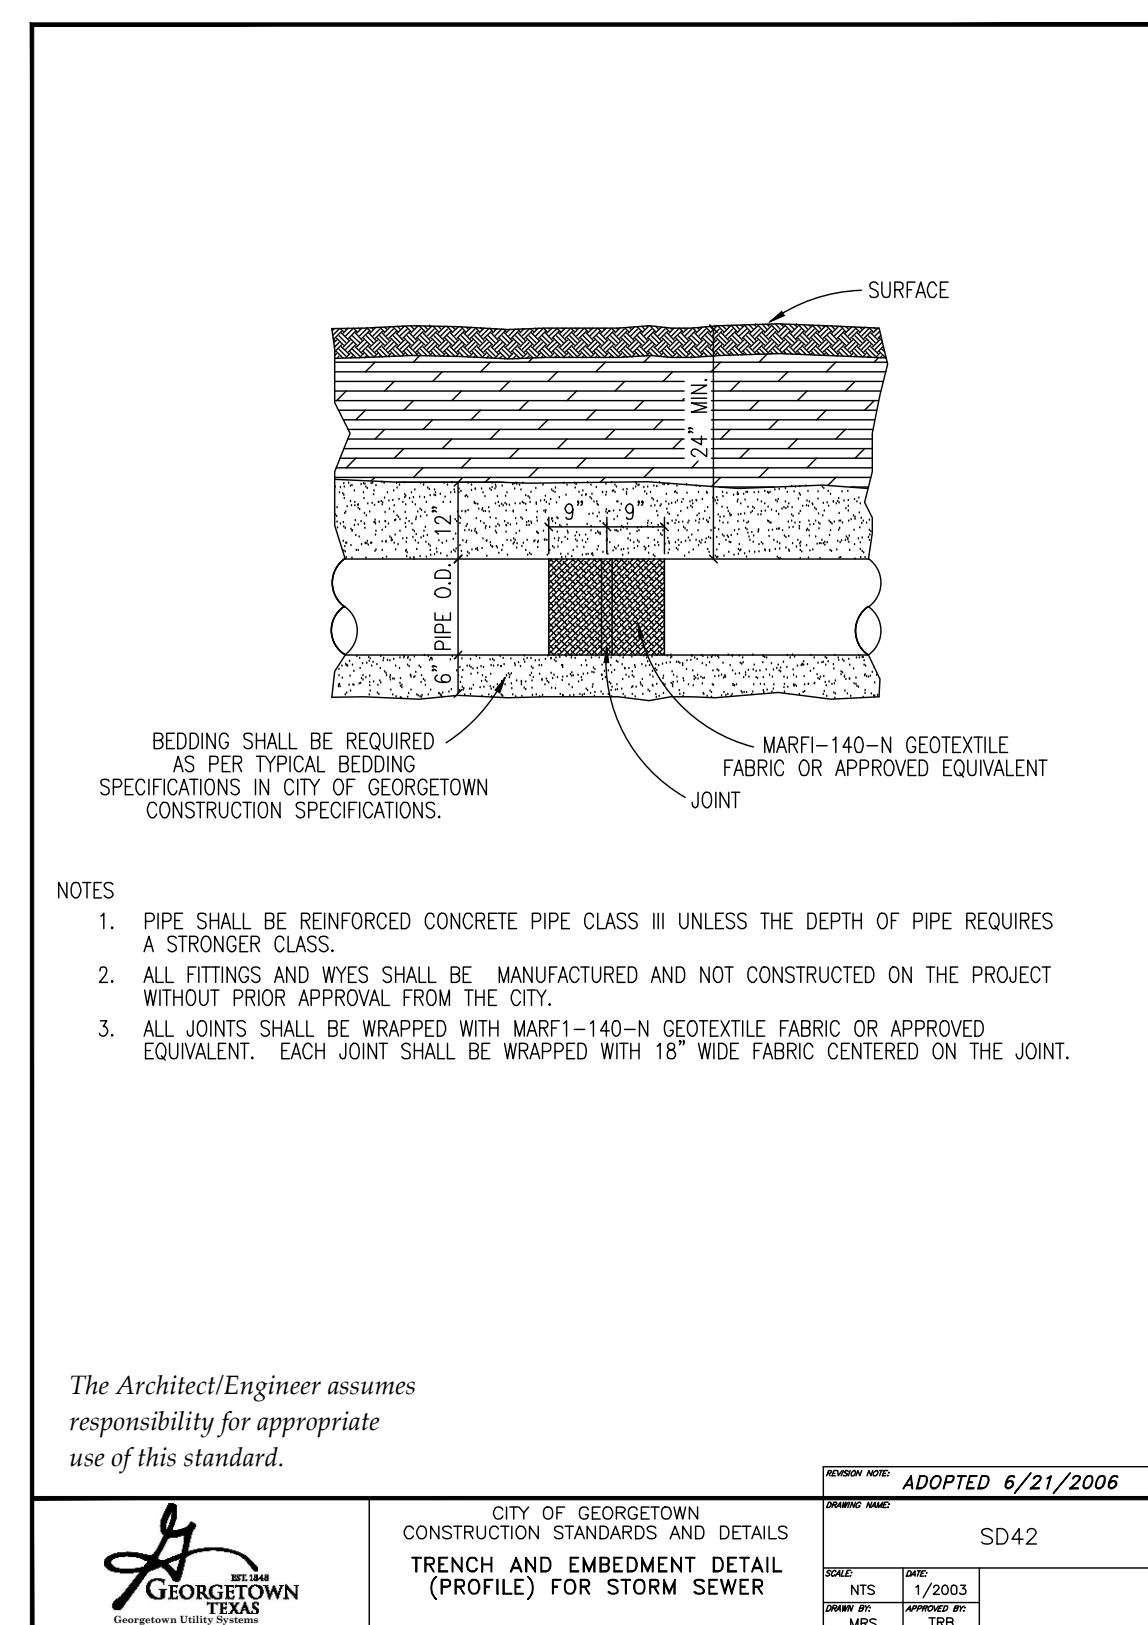 SURFACE
24" MIN.
9" 9"
12"
PIPE O.D.
6"
BEDDING SHALL BE REQUIRED
AS PER TYPICAL BEDDING
SPECIFICATIONS IN CITY OF GEORGETOWN
CONSTRUCTION SPECIFICATIONS.
MARFI-140-N GEOTEXTILE
FABRIC OR APPROVED EQUIVALENT
JOINT
NOTES
1. PIPE SHALL BE REINFORCED CONCRETE PIPE CLASS III UNLESS THE DEPTH OF PIPE REQUIRES
A STRONGER CLASS.
2. ALL FITTINGS AND WYES SHALL BE MANUFACTURED AND NOT CONSTRUCTED ON THE PROJECT
WITHOUT PRIOR APPROVAL FROM THE CITY.
3. ALL JOINTS SHALL BE WRAPPED WITH MARF1-140-N GEOTEXTILE FABRIC OR APPROVED
EQUIVALENT. EACH JOINT SHALL BE WRAPPED WITH 18" WIDE FABRIC CENTERED ON THE JOINT.
The Architect/Engineer assumes
responsibility for appropriate
use of this standard.
REVISION NOTE: ADOPTED 6/21/2006
EST. 1848
GEORGETOWN
TEXAS
Georgetown Utility Systems
CITY OF GEORGETOWN
CONSTRUCTION STANDARDS AND DETAILS
TRENCH AND EMBEDMENT DETAIL
(PROFILE) FOR STORM SEWER
DRAWING NAME:
SD42
SCALE: DATE:
NTS 1/2003
DRAWN BY: APPROVED BY:
MRS TRB